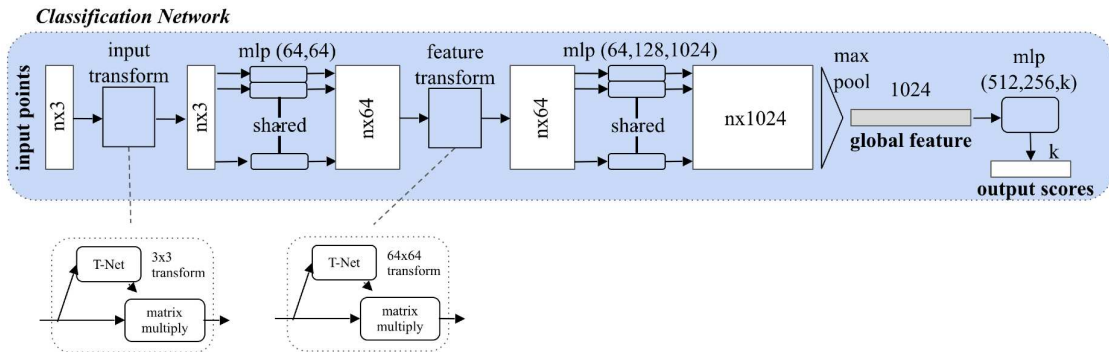 Classification Network
input points
nx3
input
transform
nx3
mlp (64,64)
shared
nx64
feature
transform
nx64
mlp (64,128,1024)
shared
nx1024
max
pool
1024
global feature
mlp
(512,256,k)
k
output scores
T-Net
3x3
transform
matrix
multiply
T-Net
64x64
transform
matrix
multiply